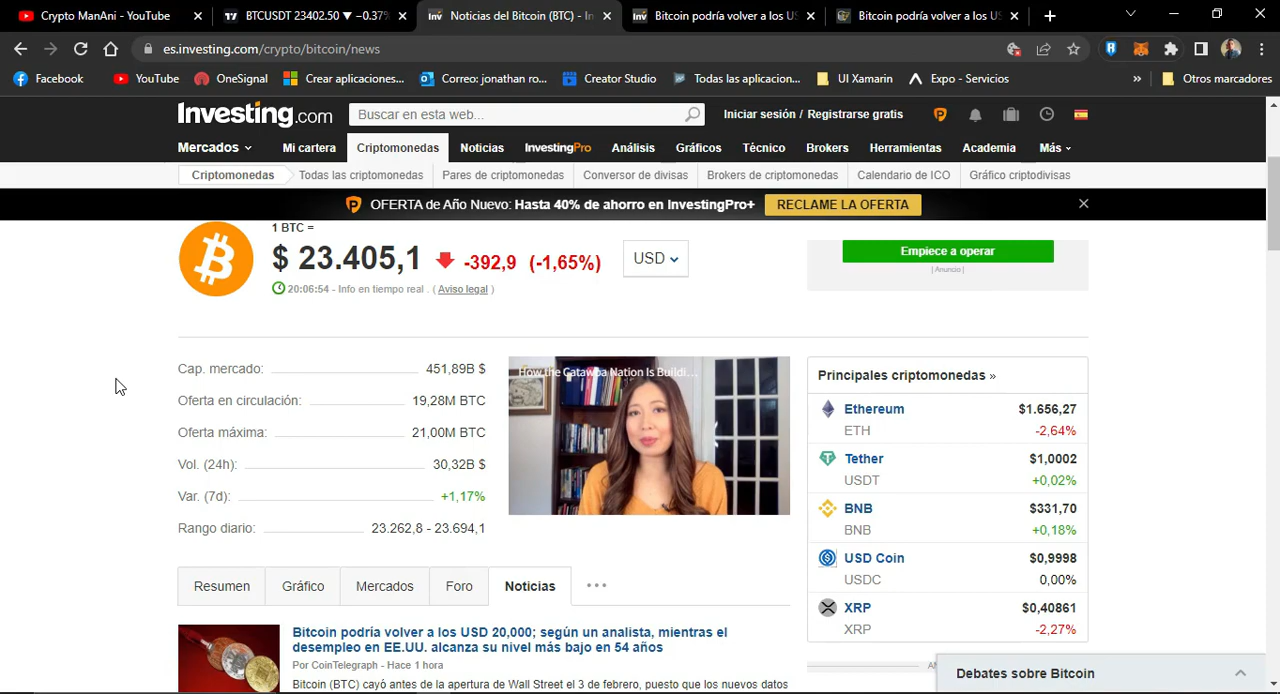 Crypto ManAni - YouTube
BTCUSDT 23402.50 ▼ −0.37%
Noticias del Bitcoin (BTC) - In
Bitcoin podría volver a los US
Bitcoin podría volver a los US
es.investing.com/crypto/bitcoin/news
Facebook
YouTube
OneSignal
Crear aplicaciones...
Correo: jonathan ro...
Creator Studio
Todas las aplicacion...
UI Xamarin
Expo - Servicios
»
Otros marcadores
Investing.com
Buscar en esta web...
Iniciar sesión / Registrarse gratis
Mercados
Mi cartera
Criptomonedas
Noticias
InvestingPro
Análisis
Gráficos
Técnico
Brokers
Herramientas
Academia
Más
Criptomonedas
Todas las criptomonedas
Pares de criptomonedas
Conversor de divisas
Brokers de criptomonedas
Calendario de ICO
Gráfico criptodivisas
OFERTA de Año Nuevo: Hasta 40% de ahorro en InvestingPro+
RECLAME LA OFERTA
1 BTC =
$ 23.405,1 -392,9 (-1,65%)
USD
20:06:54 - Info en tiempo real . ( Aviso legal )
Empiece a operar
| Anuncio |
Cap. mercado: 451,89B $
Oferta en circulación: 19,28M BTC
Oferta máxima: 21,00M BTC
Vol. (24h): 30,32B $
Var. (7d): +1,17%
Rango diario: 23.262,8 - 23.694,1
How the Catawba Nation Is Buildi...
Principales criptomonedas »
Ethereum $1.656,27
ETH -2,64%
Tether $1,0002
USDT +0,02%
BNB $331,70
BNB +0,18%
USD Coin $0,9998
USDC 0,00%
XRP $0,40861
XRP -2,27%
Resumen
Gráfico
Mercados
Foro
Noticias
Bitcoin podría volver a los USD 20,000; según un analista, mientras el
desempleo en EE.UU. alcanza su nivel más bajo en 54 años
Por CoinTelegraph - Hace 1 hora
Bitcoin (BTC) cayó antes de la apertura de Wall Street el 3 de febrero, puesto que los nuevos datos
Debates sobre Bitcoin